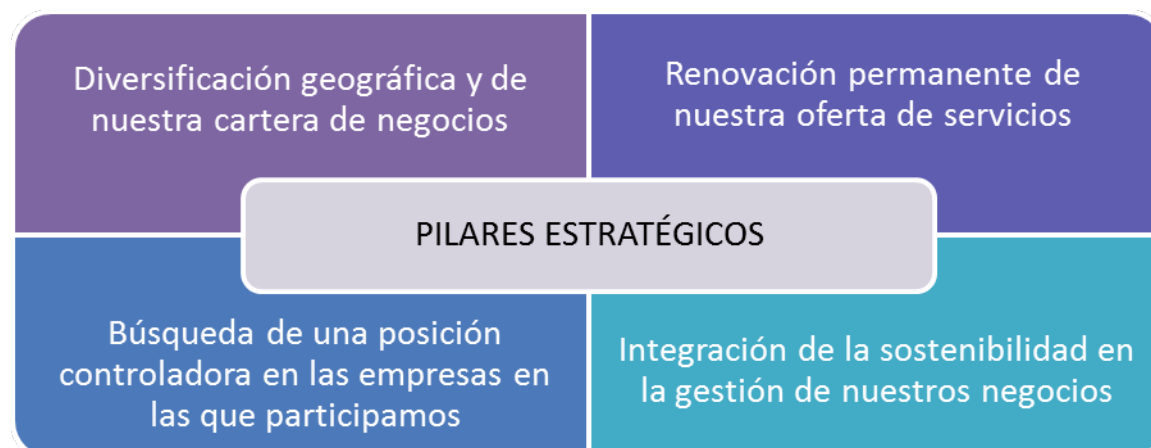 Diversificación geográfica y de
nuestra cartera de negocios
Renovación permanente de
nuestra oferta de servicios
PILARES ESTRATÉGICOS
Búsqueda de una posición
controladora en las empresas en
las que participamos
Integración de la sostenibilidad en
la gestión de nuestros negocios